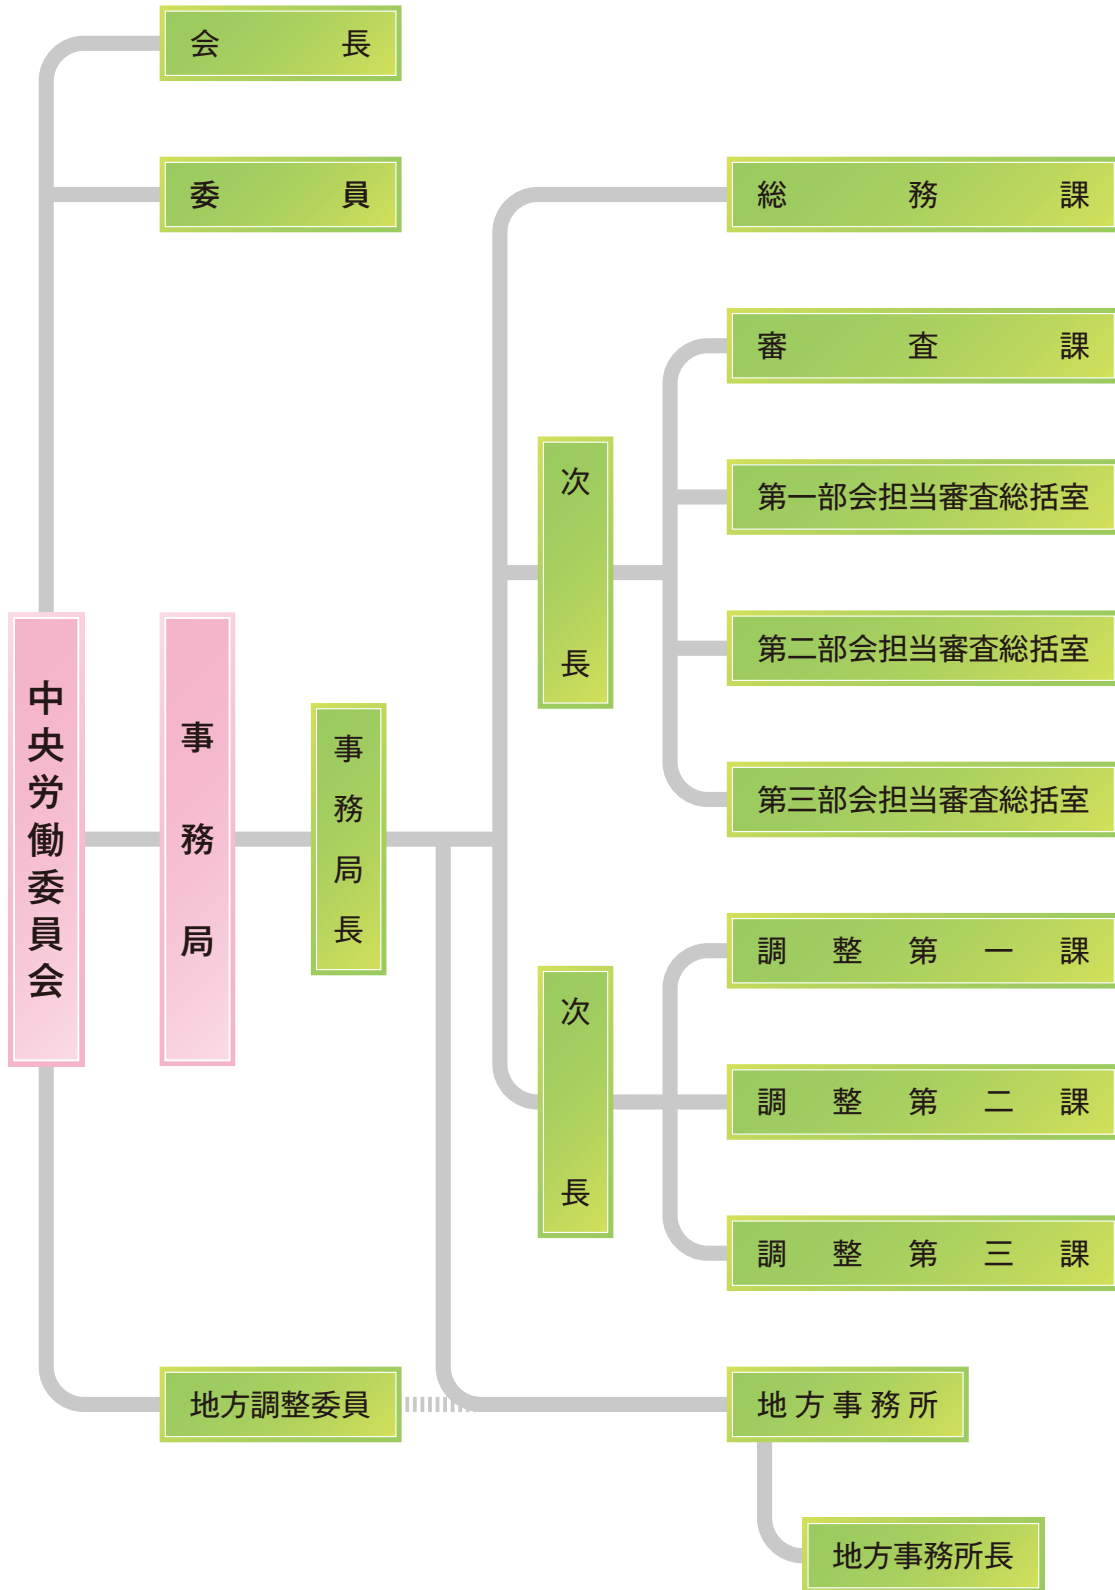 会長
委員
総務課
審査課
第一部会担当審査総括室
次長
第二部会担当審査総括室
第三部会担当審査総括室
中央労働委員会
事務局
事務局長
調整第一課
次長
調整第二課
調整第三課
地方調整委員
地方事務所
地方事務所長